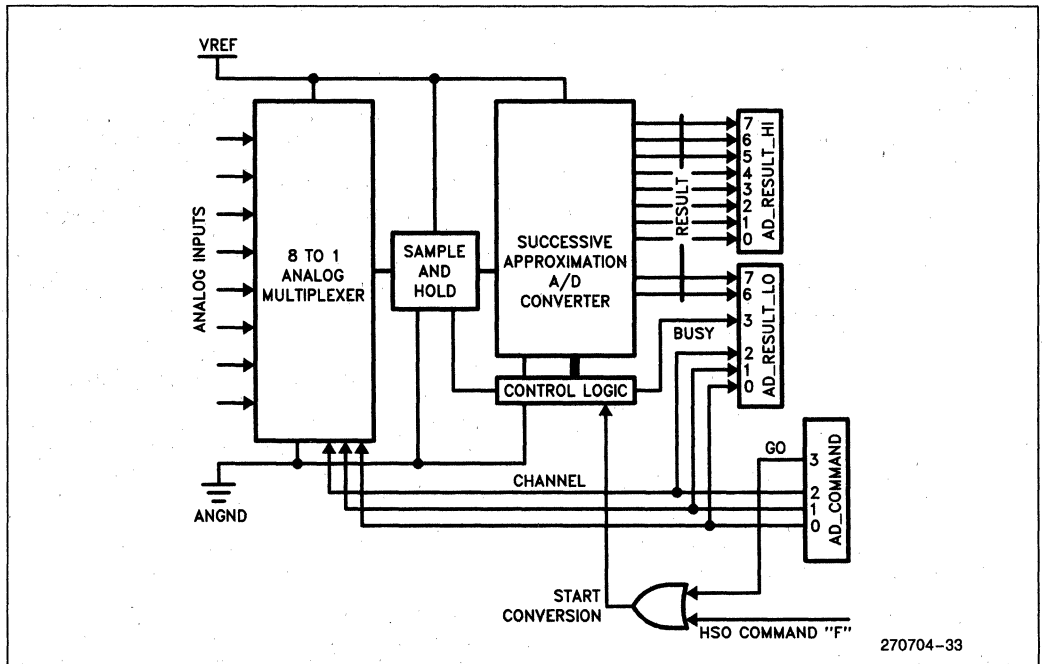 VREF
ANALOG INPUTS
8 TO 1
ANALOG
MULTIPLEXER
SAMPLE
AND
HOLD
SUCCESSIVE
APPROXIMATION
A/D
CONVERTER
RESULT
7
6
5
4
3
2
1
0
AD_RESULT_HI
7
6
3
2
1
0
AD_RESULT_LO
BUSY
CONTROL LOGIC
GO
3
2
1
0
AD_COMMAND
CHANNEL
ANGND
START
CONVERSION
HSO COMMAND "F"
270704-33